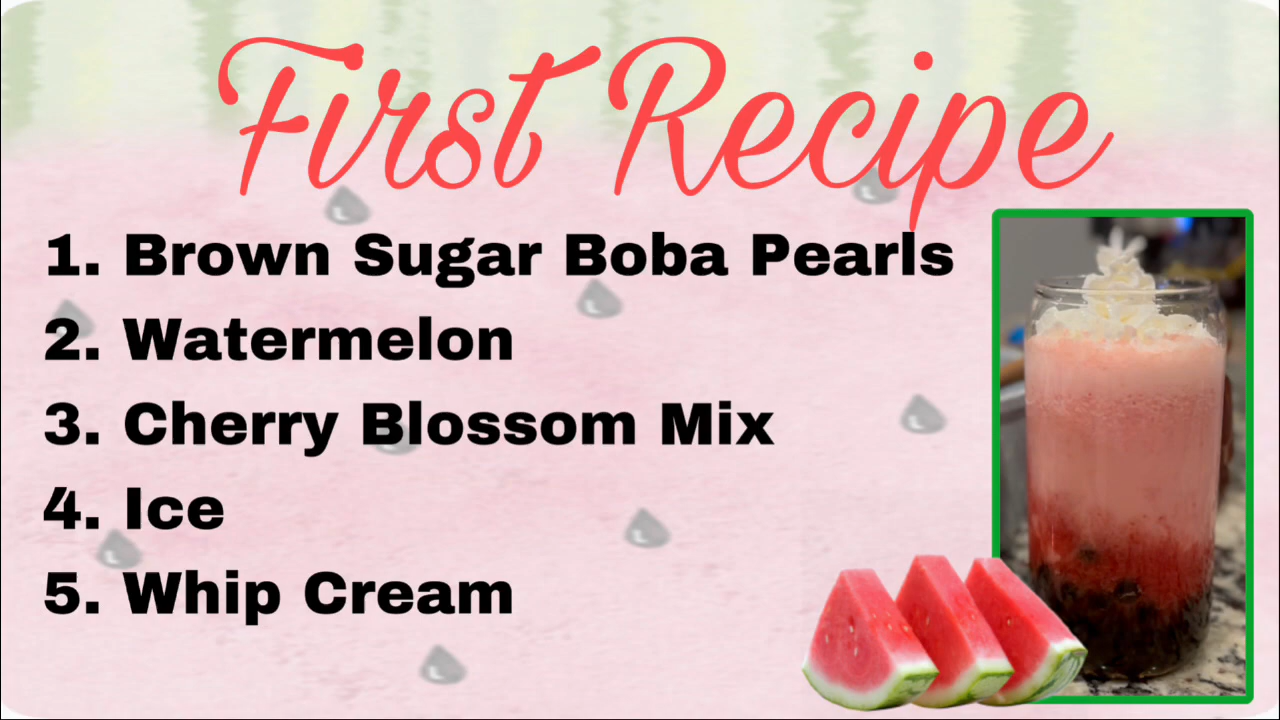 First Recipe
1. Brown Sugar Boba Pearls
2. Watermelon
3. Cherry Blossom Mix
4. Ice
5. Whip Cream